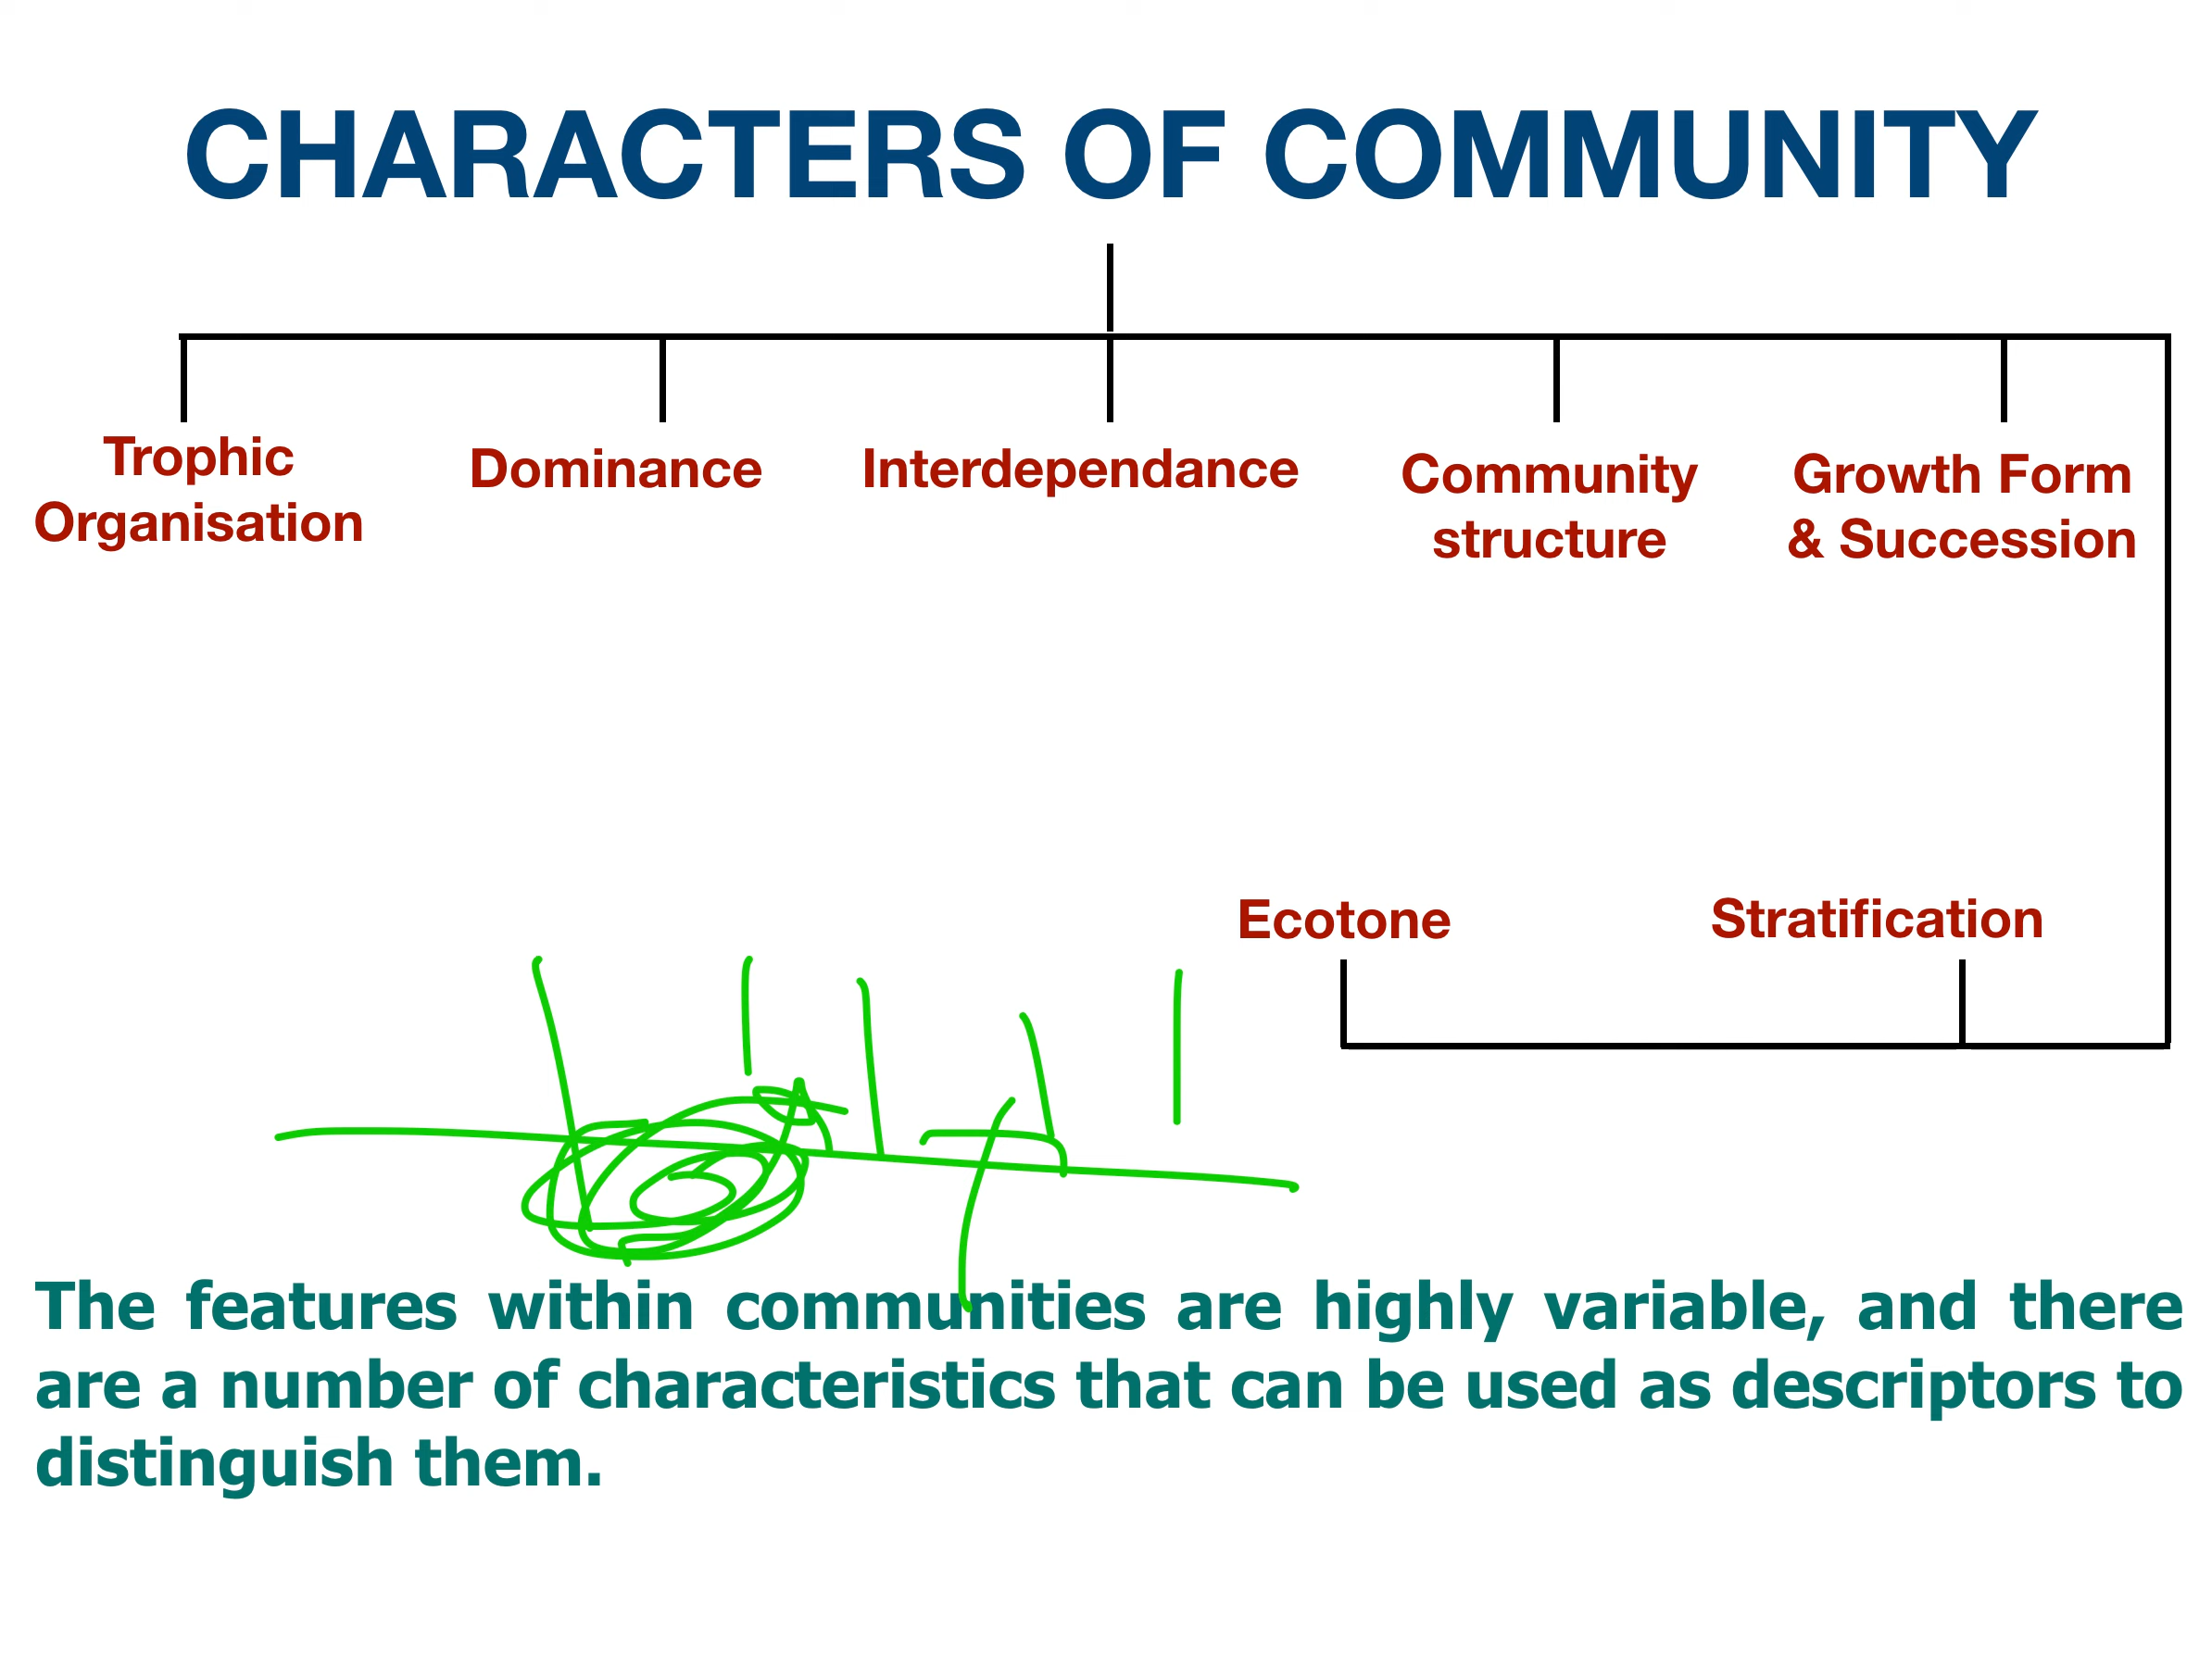 CHARACTERS OF COMMUNITY
Trophic
Organisation
Dominance
Interdependance
Community
structure
Growth Form
& Succession
Ecotone
Stratification
The features within communities are highly variable, and there
are a number of characteristics that can be used as descriptors to
distinguish them.